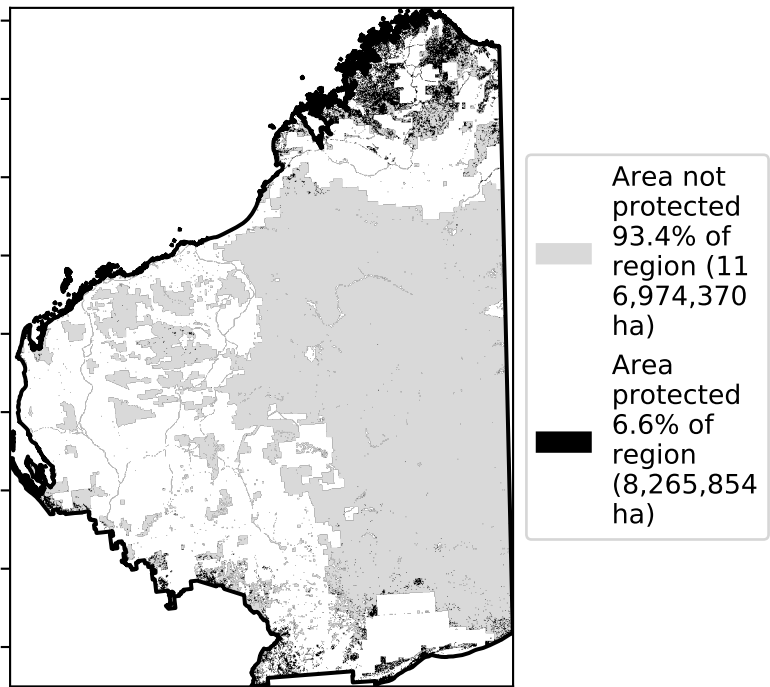 Area not
protected
93.4% of
region (11
6,974,370
ha)
Area
protected
6.6% of
region
(8,265,854
ha)